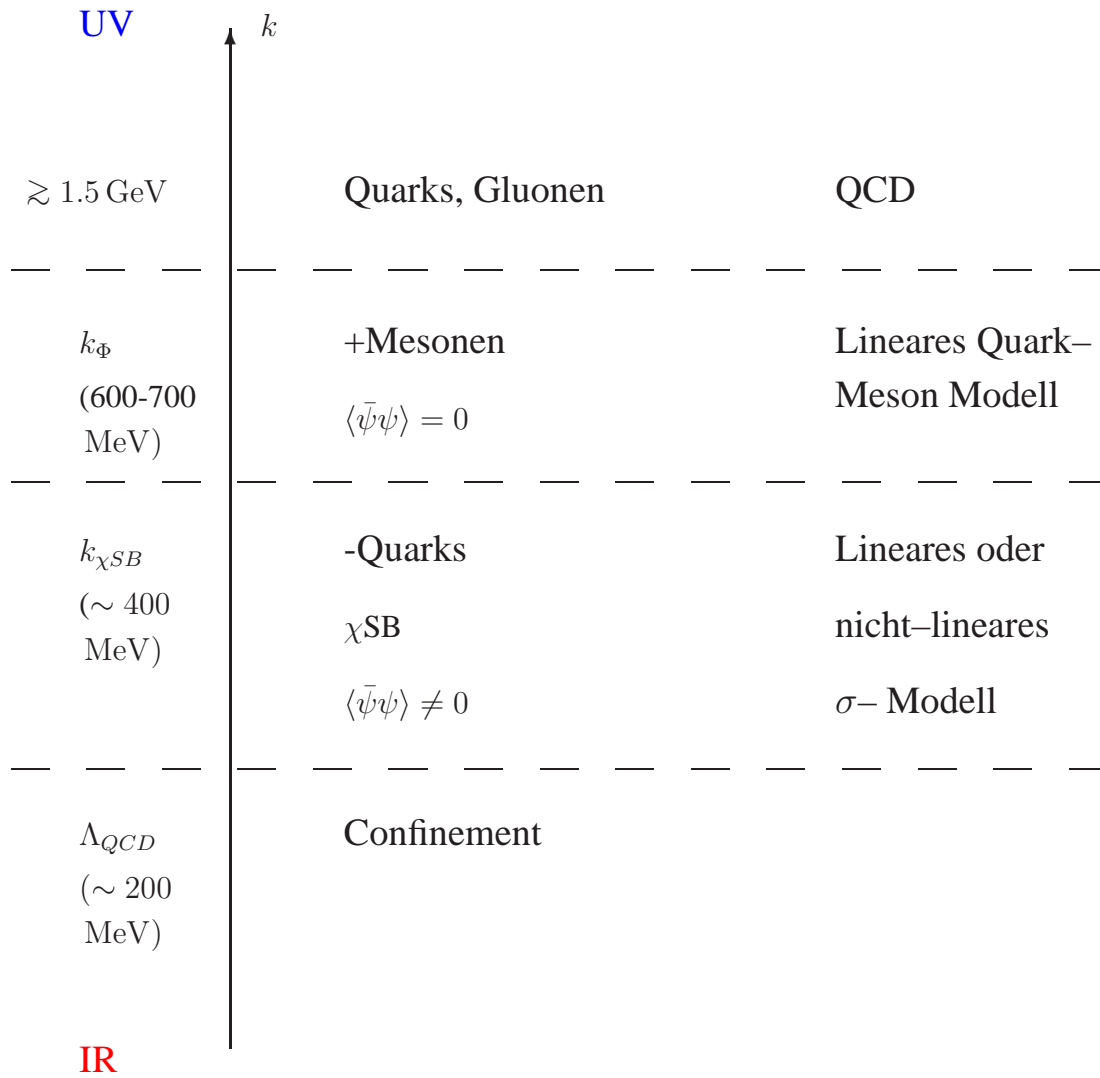 UV
k
≳ 1.5 GeV
Quarks, Gluonen
QCD
k_Φ
(600-700
MeV)
+Mesonen
⟨ψ̄ψ⟩ = 0
Lineares Quark–
Meson Modell
k_χSB
(∼ 400
MeV)
-Quarks
χSB
⟨ψ̄ψ⟩ ≠ 0
Lineares oder
nicht–lineares
σ– Modell
Λ_QCD
(∼ 200
MeV)
Confinement
IR